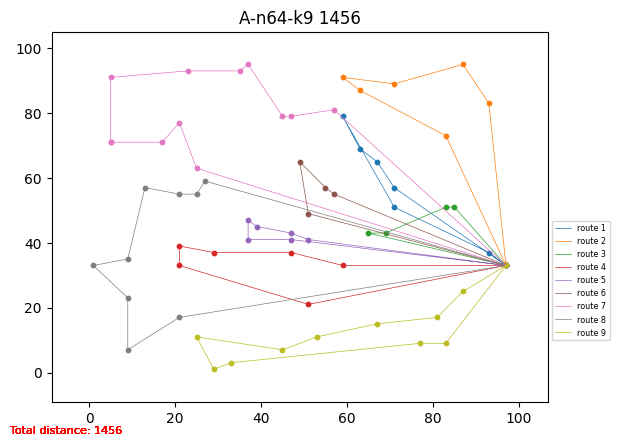 A-n64-k9 1456
100
80
60
40
20
0
0 20 40 60 80 100
route 1
route 2
route 3
route 4
route 5
route 6
route 7
route 8
route 9
Total distance: 1456